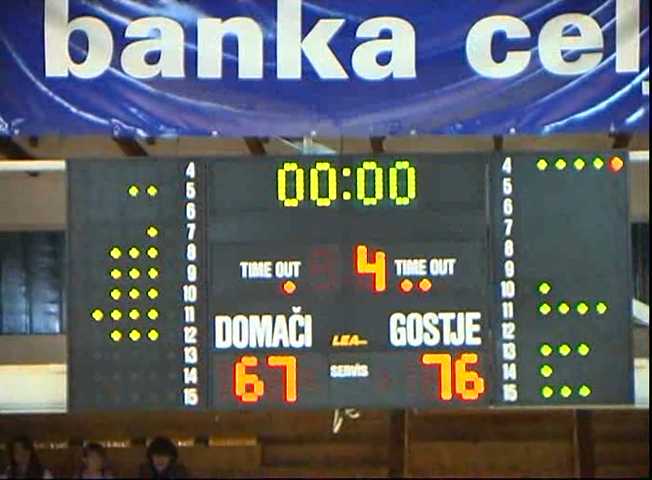 banka cel
4 00:00 4
5 5
6 6
7 7
8 TIME OUT 4 TIME OUT 8
9 9
10 10
11 DOMAČI LEA GOSTJE 11
12 12
13 67 SERVIS 76 13
14 14
15 15